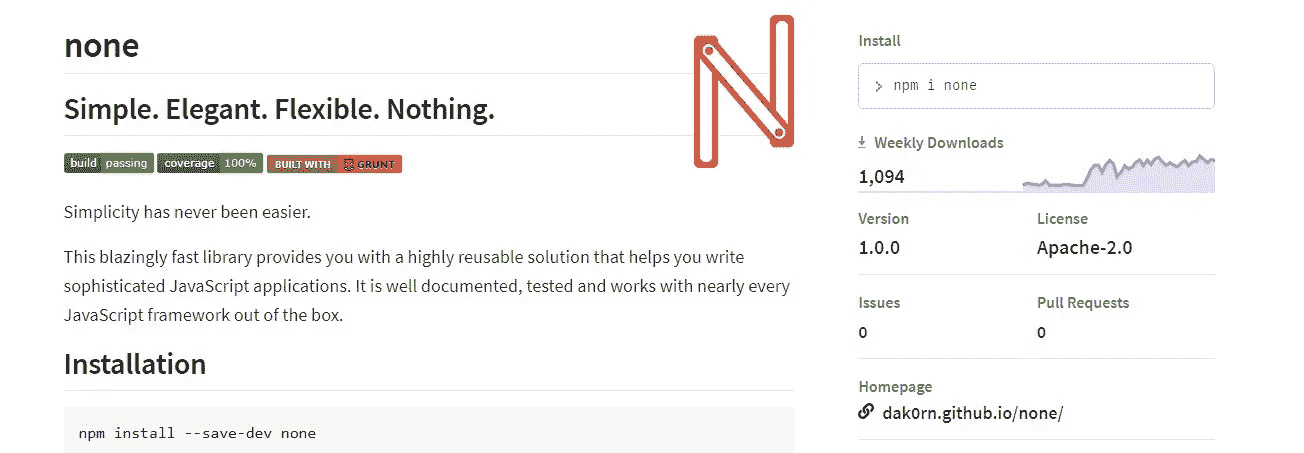 none
Simple. Elegant. Flexible. Nothing.
build passing coverage 100% BUILT WITH GRUNT
Simplicity has never been easier.
This blazingly fast library provides you with a highly reusable solution that helps you write
sophisticated JavaScript applications. It is well documented, tested and works with nearly every
JavaScript framework out of the box.
Installation
npm install --save-dev none
N
Install
> npm i none
Weekly Downloads
1,094
Version License
1.0.0 Apache-2.0
Issues Pull Requests
0 0
Homepage
dak0rn.github.io/none/